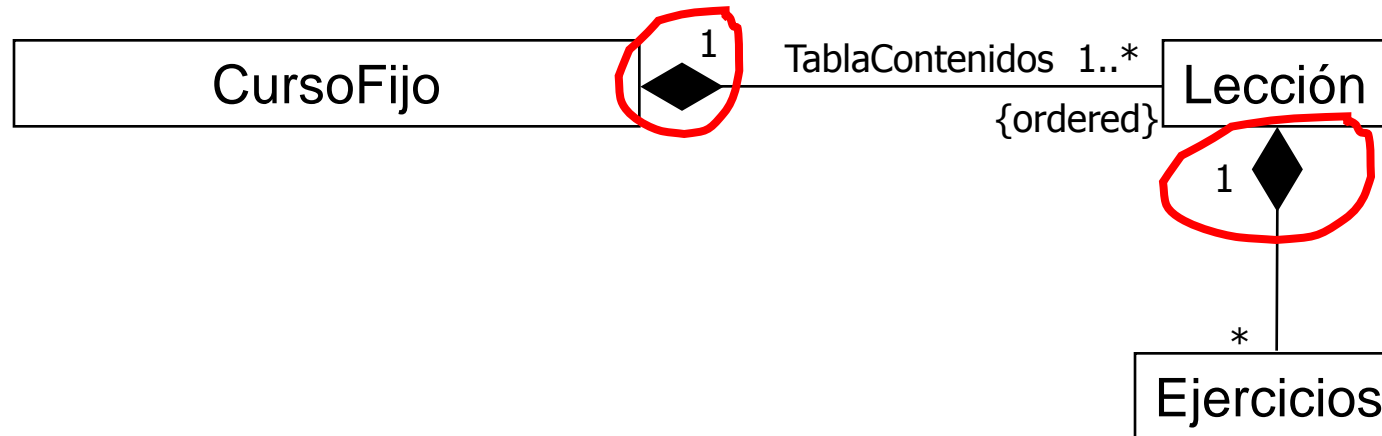 1
TablaContenidos 1..*
CursoFijo
Lección
{ordered}
1
*
Ejercicios